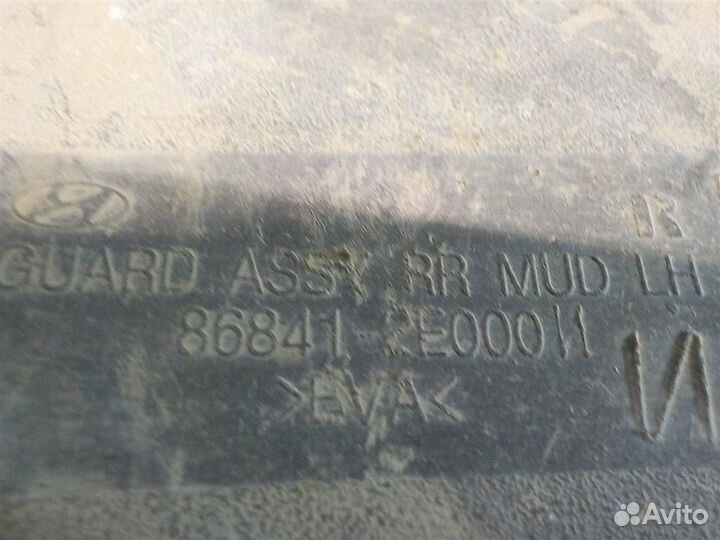 R
GUARD ASSY RR MUD LH
86841-2E000
>EVA<
Avito